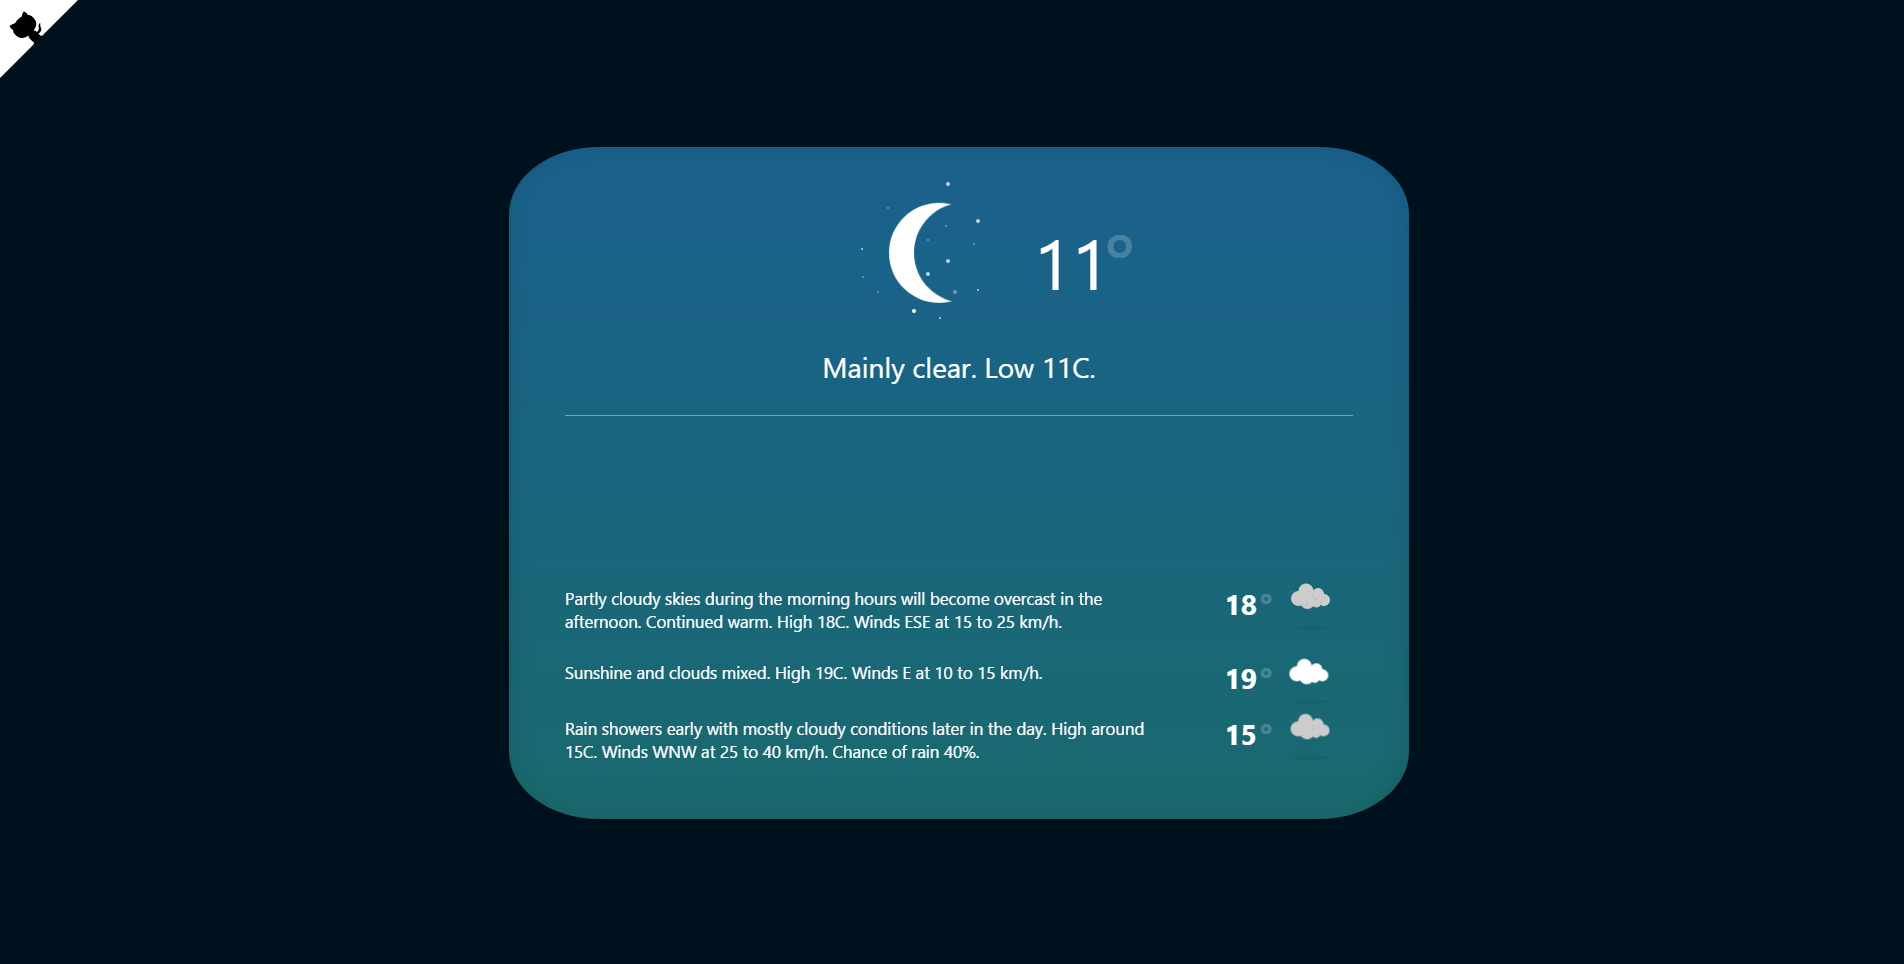 11°
Mainly clear. Low 11C.
Partly cloudy skies during the morning hours will become overcast in the
afternoon. Continued warm. High 18C. Winds ESE at 15 to 25 km/h.
18°
Sunshine and clouds mixed. High 19C. Winds E at 10 to 15 km/h.
19°
Rain showers early with mostly cloudy conditions later in the day. High around
15C. Winds WNW at 25 to 40 km/h. Chance of rain 40%.
15°